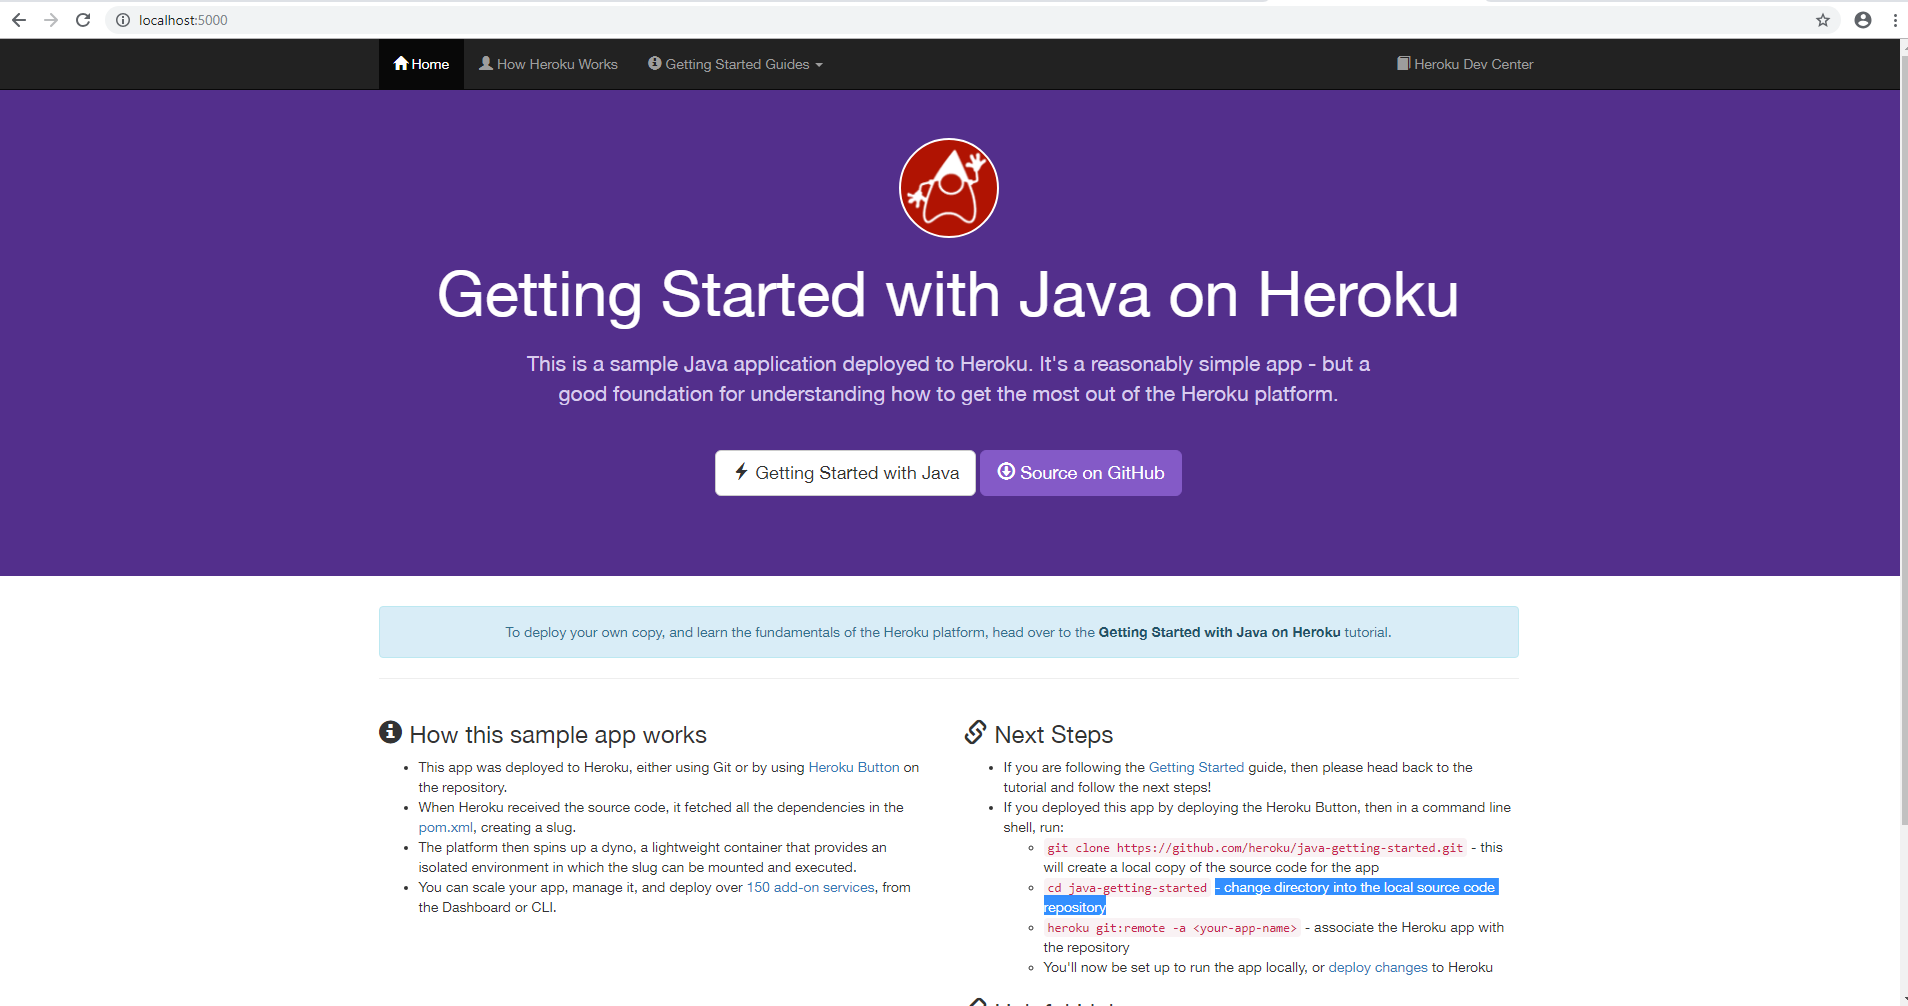 localhost:5000
Home How Heroku Works Getting Started Guides Heroku Dev Center
Getting Started with Java on Heroku
This is a sample Java application deployed to Heroku. It's a reasonably simple app - but a
good foundation for understanding how to get the most out of the Heroku platform.
Getting Started with Java Source on GitHub
To deploy your own copy, and learn the fundamentals of the Heroku platform, head over to the Getting Started with Java on Heroku tutorial.
How this sample app works
This app was deployed to Heroku, either using Git or by using Heroku Button on
the repository.
When Heroku received the source code, it fetched all the dependencies in the
pom.xml, creating a slug.
The platform then spins up a dyno, a lightweight container that provides an
isolated environment in which the slug can be mounted and executed.
You can scale your app, manage it, and deploy over 150 add-on services, from
the Dashboard or CLI.
Next Steps
If you are following the Getting Started guide, then please head back to the
tutorial and follow the next steps!
If you deployed this app by deploying the Heroku Button, then in a command line
shell, run:
git clone https://github.com/heroku/java-getting-started.git - this
will create a local copy of the source code for the app
cd java-getting-started - change directory into the local source code
repository
heroku git:remote -a <your-app-name> - associate the Heroku app with
the repository
You'll now be set up to run the app locally, or deploy changes to Heroku